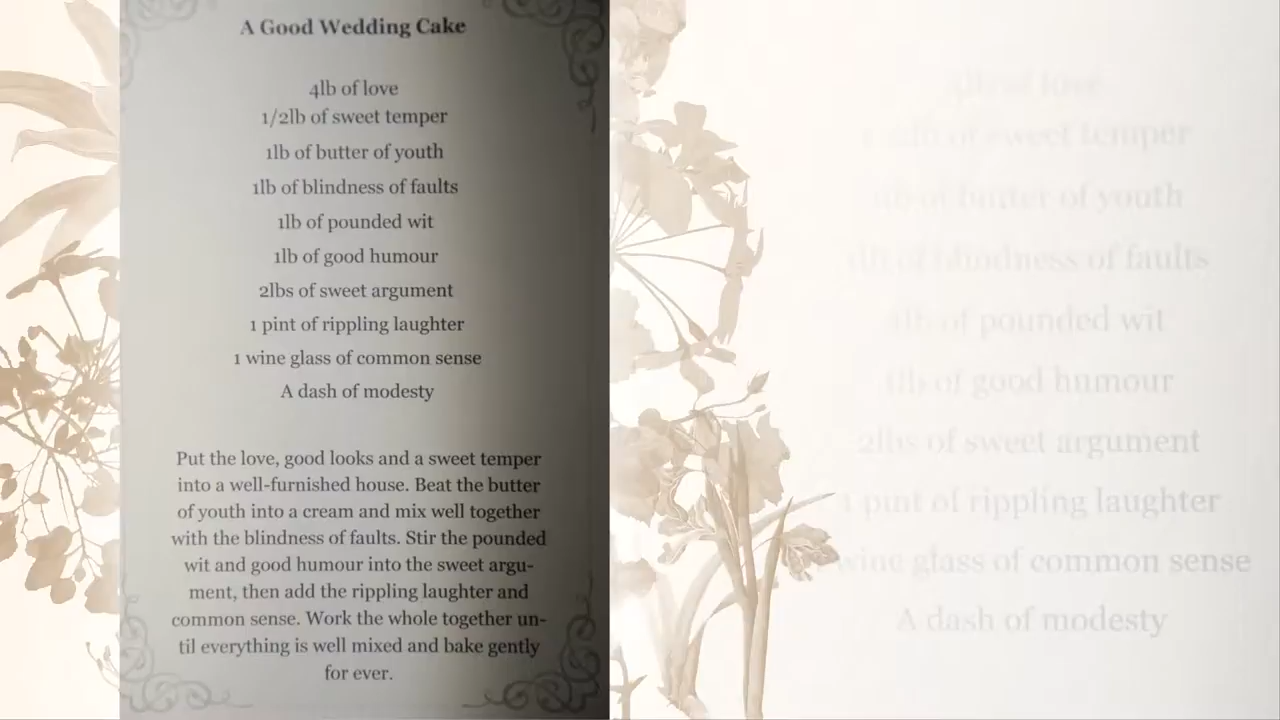 A Good Wedding Cake
4lb of love
1/2lb of sweet temper
1lb of butter of youth
1lb of blindness of faults
1lb of pounded wit
1lb of good humour
2lbs of sweet argument
1 pint of rippling laughter
1 wine glass of common sense
A dash of modesty
Put the love, good looks and a sweet temper
into a well-furnished house. Beat the butter
of youth into a cream and mix well together
with the blindness of faults. Stir the pounded
wit and good humour into the sweet argu-
ment, then add the rippling laughter and
common sense. Work the whole together un-
til everything is well mixed and bake gently
for ever.
of love
of sweet temper
of butter of youth
of blindness of faults
of pounded wit
1lb of good humour
2lbs of sweet argument
1 pint of rippling laughter
wine glass of common sense
A dash of modesty